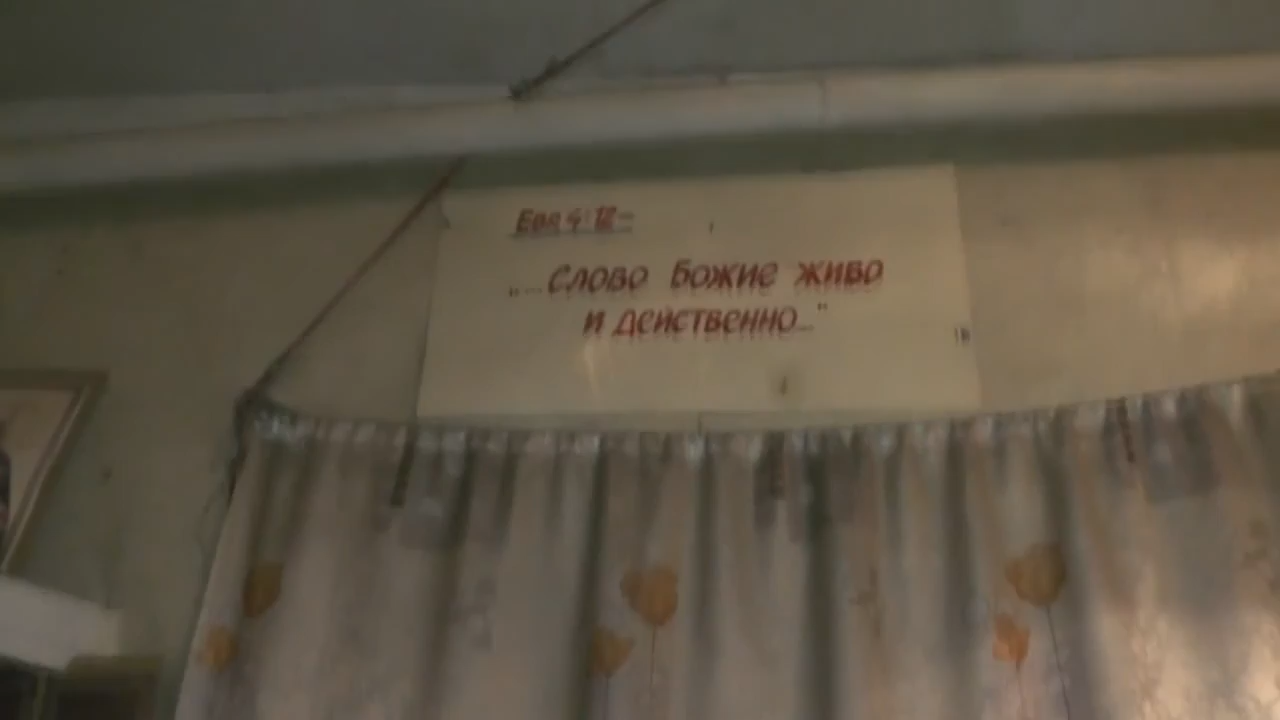 Евр 4:12-
„...Слово Божие живо
и действенно..."